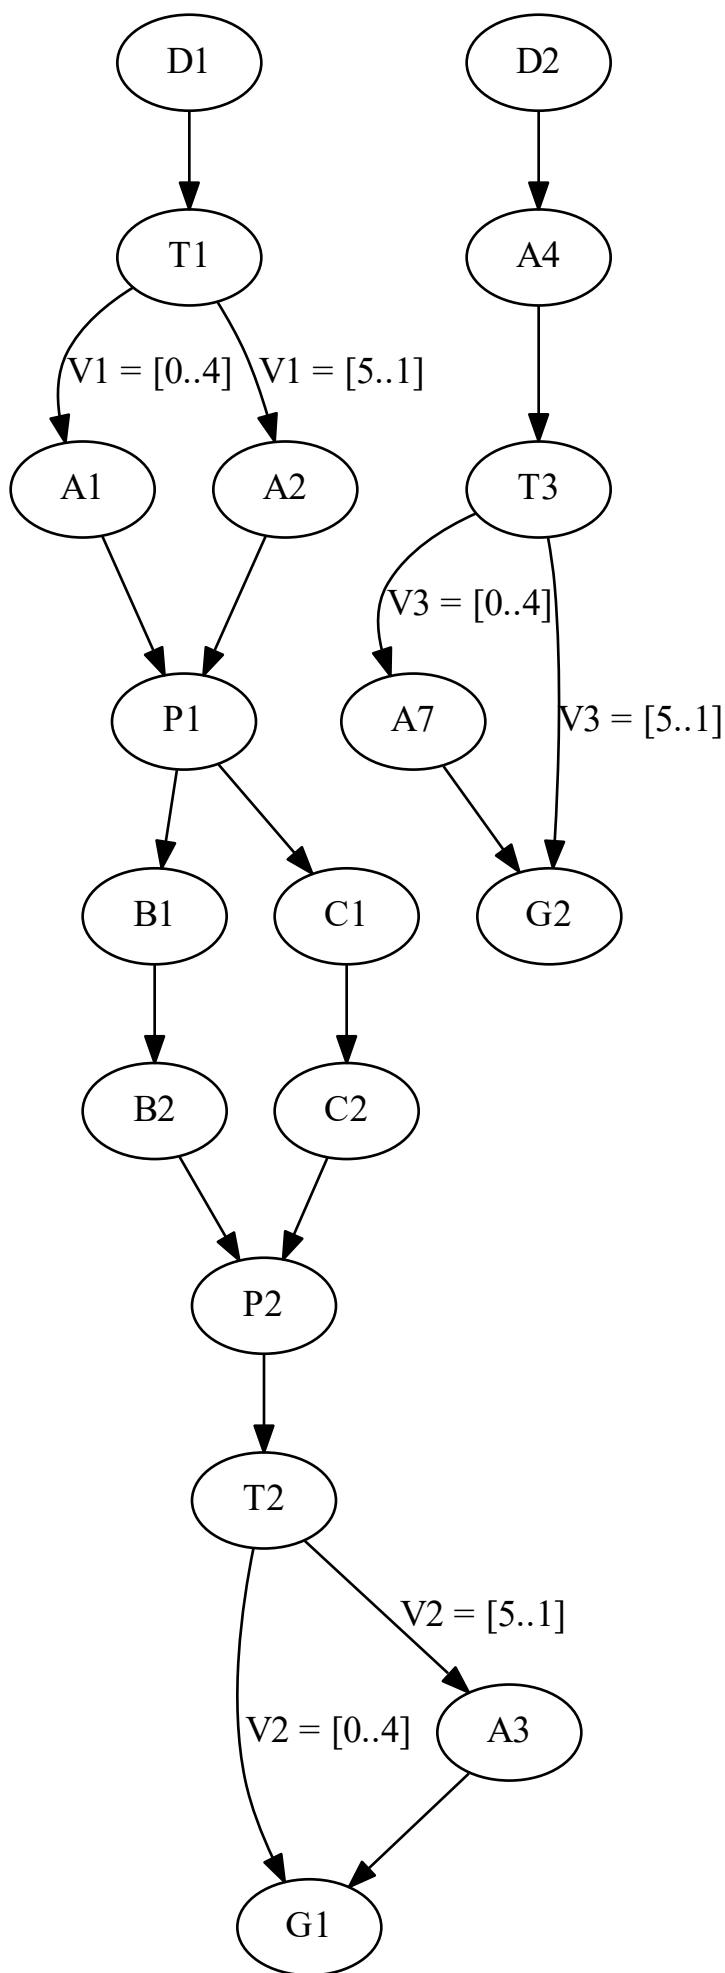 D1
D2
T1
A4
V1 = [0..4]
V1 = [5..1]
A1
A2
T3
V3 = [0..4]
P1
A7
V3 = [5..1]
B1
C1
G2
B2
C2
P2
T2
V2 = [5..1]
V2 = [0..4]
A3
G1